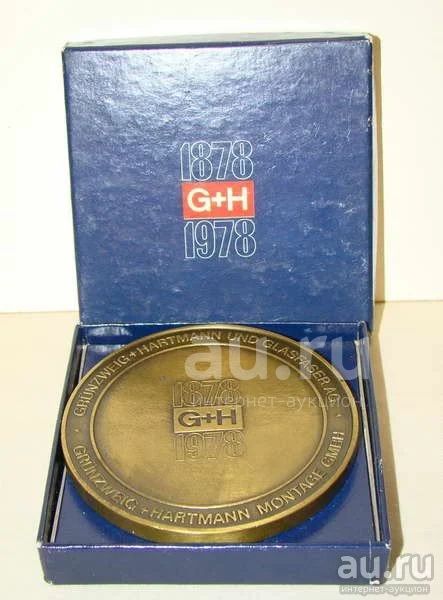 1878
G+H
1978
GRÜNZWEIG+HARTMANN UND GLASFASER AG
1878
G+H
1978
GRÜNZWEIG+HARTMANN MONTAGE GMBH
au.ru
интернет-аукцион
au.ru
интернет-аукцион